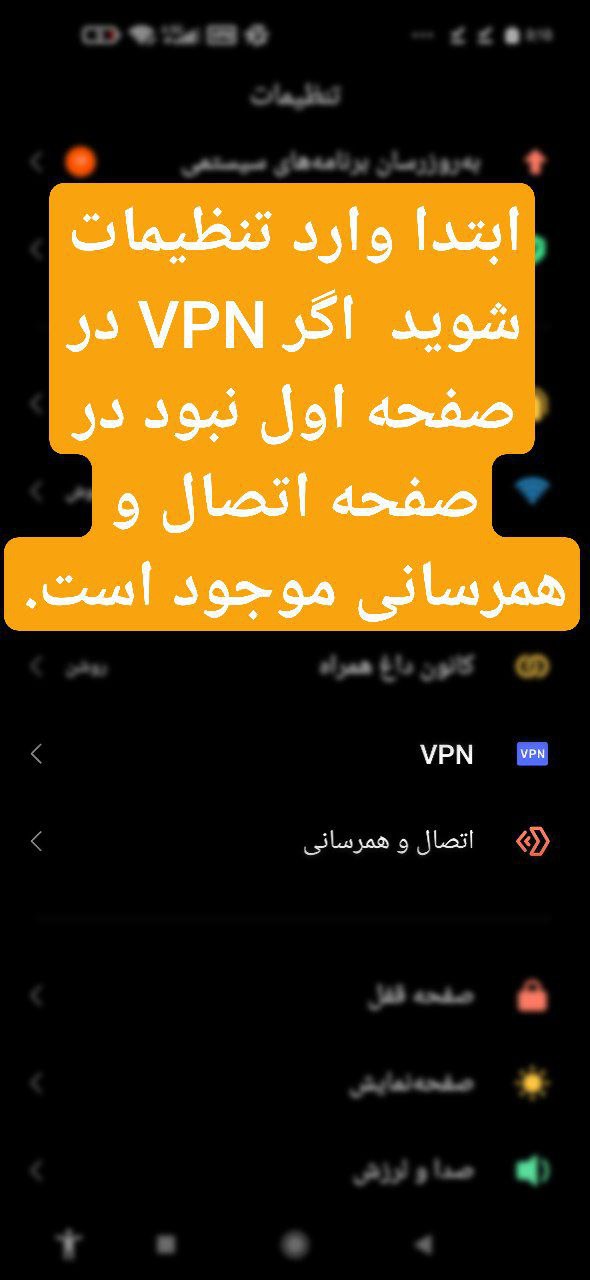 تنظیمات
به‌روزرسان برنامه‌های سیستمی
ابتدا وارد تنظیمات
شوید اگر VPN در
صفحه اول نبود در
صفحه اتصال و
همرسانی موجود است.
کانون داغ همراه
روشن
VPN
VPN
اتصال و همرسانی
صفحه قفل
صفحه‌نمایش
صدا و لرزش